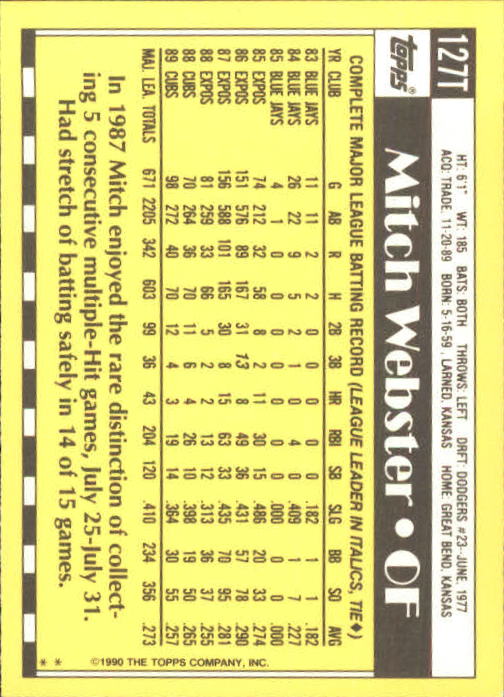 127T
topps®
Mitch Webster • OF
HT: 6'1" WT: 185 BATS: BOTH THROWS: LEFT DRFT: DODGERS #23-JUNE, 1977
ACQ: TRADE, 11-20-89 BORN: 5-16-59, LARNED, KANSAS HOME: GREAT BEND, KANSAS
COMPLETE MAJOR LEAGUE BATTING RECORD (LEAGUE LEADER IN ITALICS, TIE♦)
YR CLUB G AB R H 2B 3B HR RBI SB SLG BB SO AVG
83 BLUE JAYS 11 11 2 2 0 0 0 0 0 .182 1 1 .182
84 BLUE JAYS 26 22 9 5 2 1 0 4 0 .409 1 7 .227
85 BLUE JAYS 4 1 0 0 0 0 0 0 0 .000 0 0 .000
85 EXPOS 74 212 32 58 8 2 11 30 15 .486 20 33 .274
86 EXPOS 151 576 89 167 31 13 8 49 36 .431 57 78 .290
87 EXPOS 156 588 101 165 30 8 15 63 33 .435 70 95 .281
88 EXPOS 81 259 33 66 5 2 2 13 12 .313 36 37 .255
88 CUBS 70 264 36 70 11 6 4 26 10 .398 19 50 .265
89 CUBS 98 272 40 70 12 4 3 19 14 .364 30 55 .257
MAJ. LEA. TOTALS 671 2205 342 603 99 36 43 204 120 .410 234 356 .273
In 1987 Mitch enjoyed the rare distinction of collect-
ing 5 consecutive multiple-Hit games, July 25-July 31.
Had stretch of batting safely in 14 of 15 games.
* * ©1990 THE TOPPS COMPANY, INC.